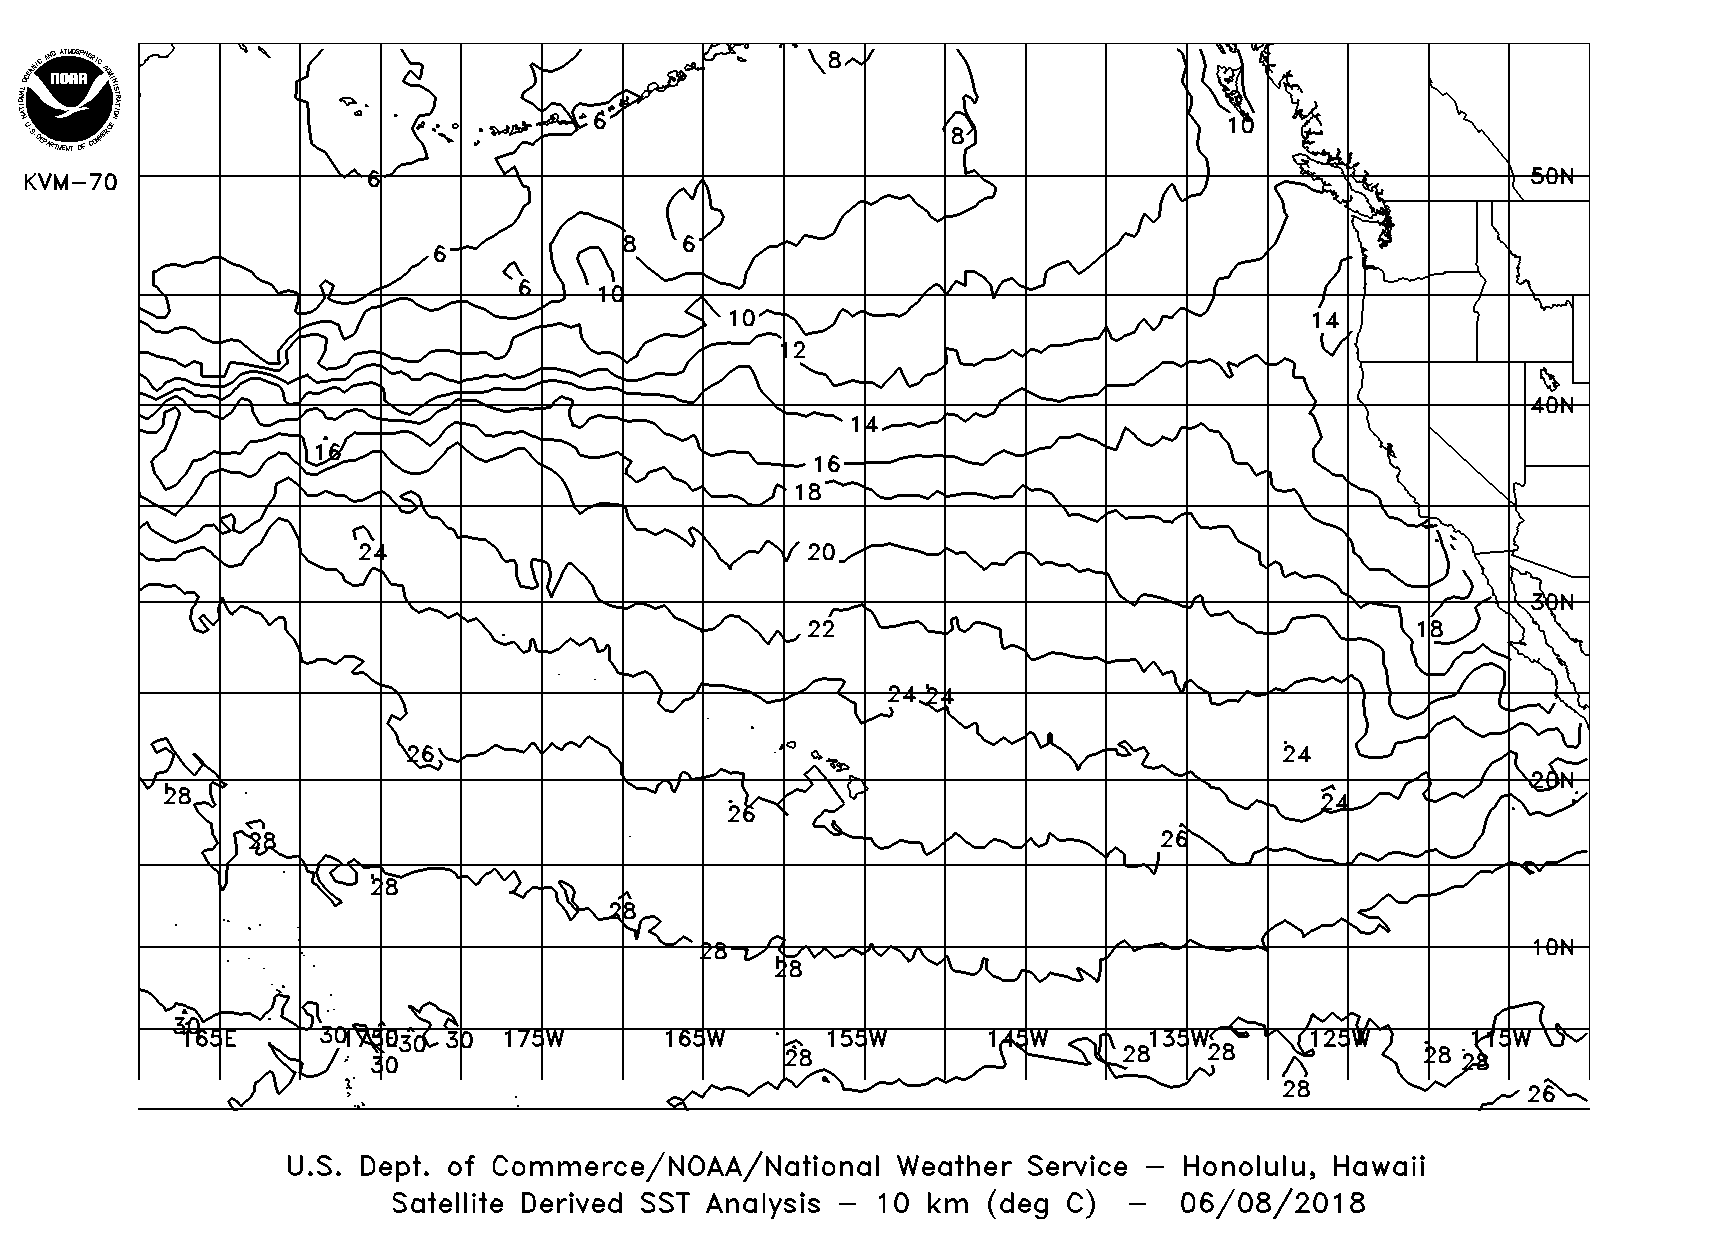 NATIONAL OCEANIC AND ATMOSPHERIC ADMINISTRATION
U.S. DEPARTMENT OF COMMERCE
NOAA
KVM-70
8
6
10
8
6
50N
6
8
6
6
10
6
10
14
12
40N
14
16
16
18
20
24
30N
22
18
24 24
26
24
20N
28
24
26
26
28
28
28
28
28
10N
30
165E
30
175E
30
30
175W
165W
155W
145W
135W
125W
115W
28
28
28
28
28
30
28
26
U.S. Dept. of Commerce/NOAA/National Weather Service - Honolulu, Hawaii
Satellite Derived SST Analysis - 10 km (deg C) - 06/08/2018